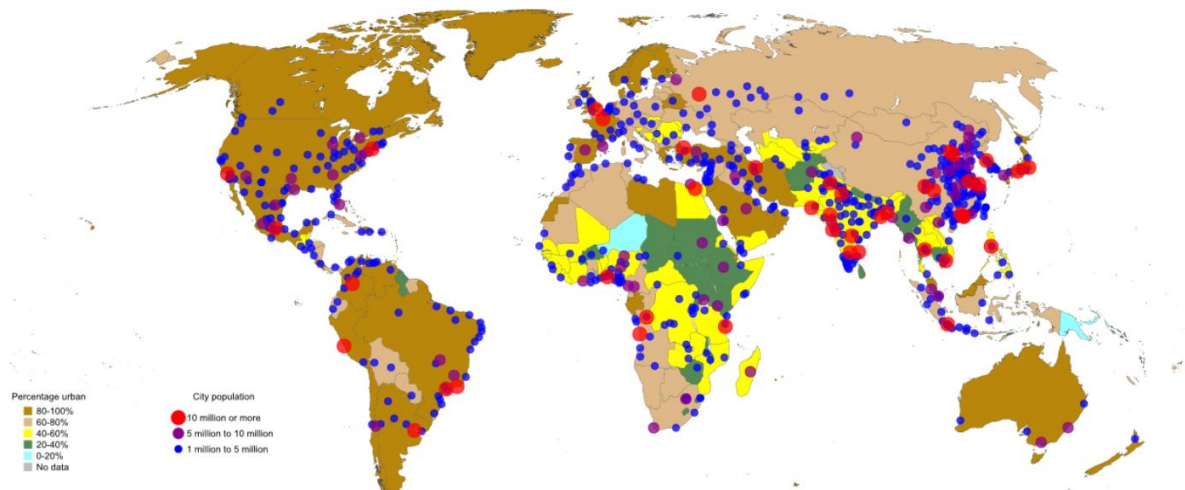 Percentage urban
80-100%
60-80%
40-60%
20-40%
0-20%
No data
City population
10 million or more
5 million to 10 million
1 million to 5 million